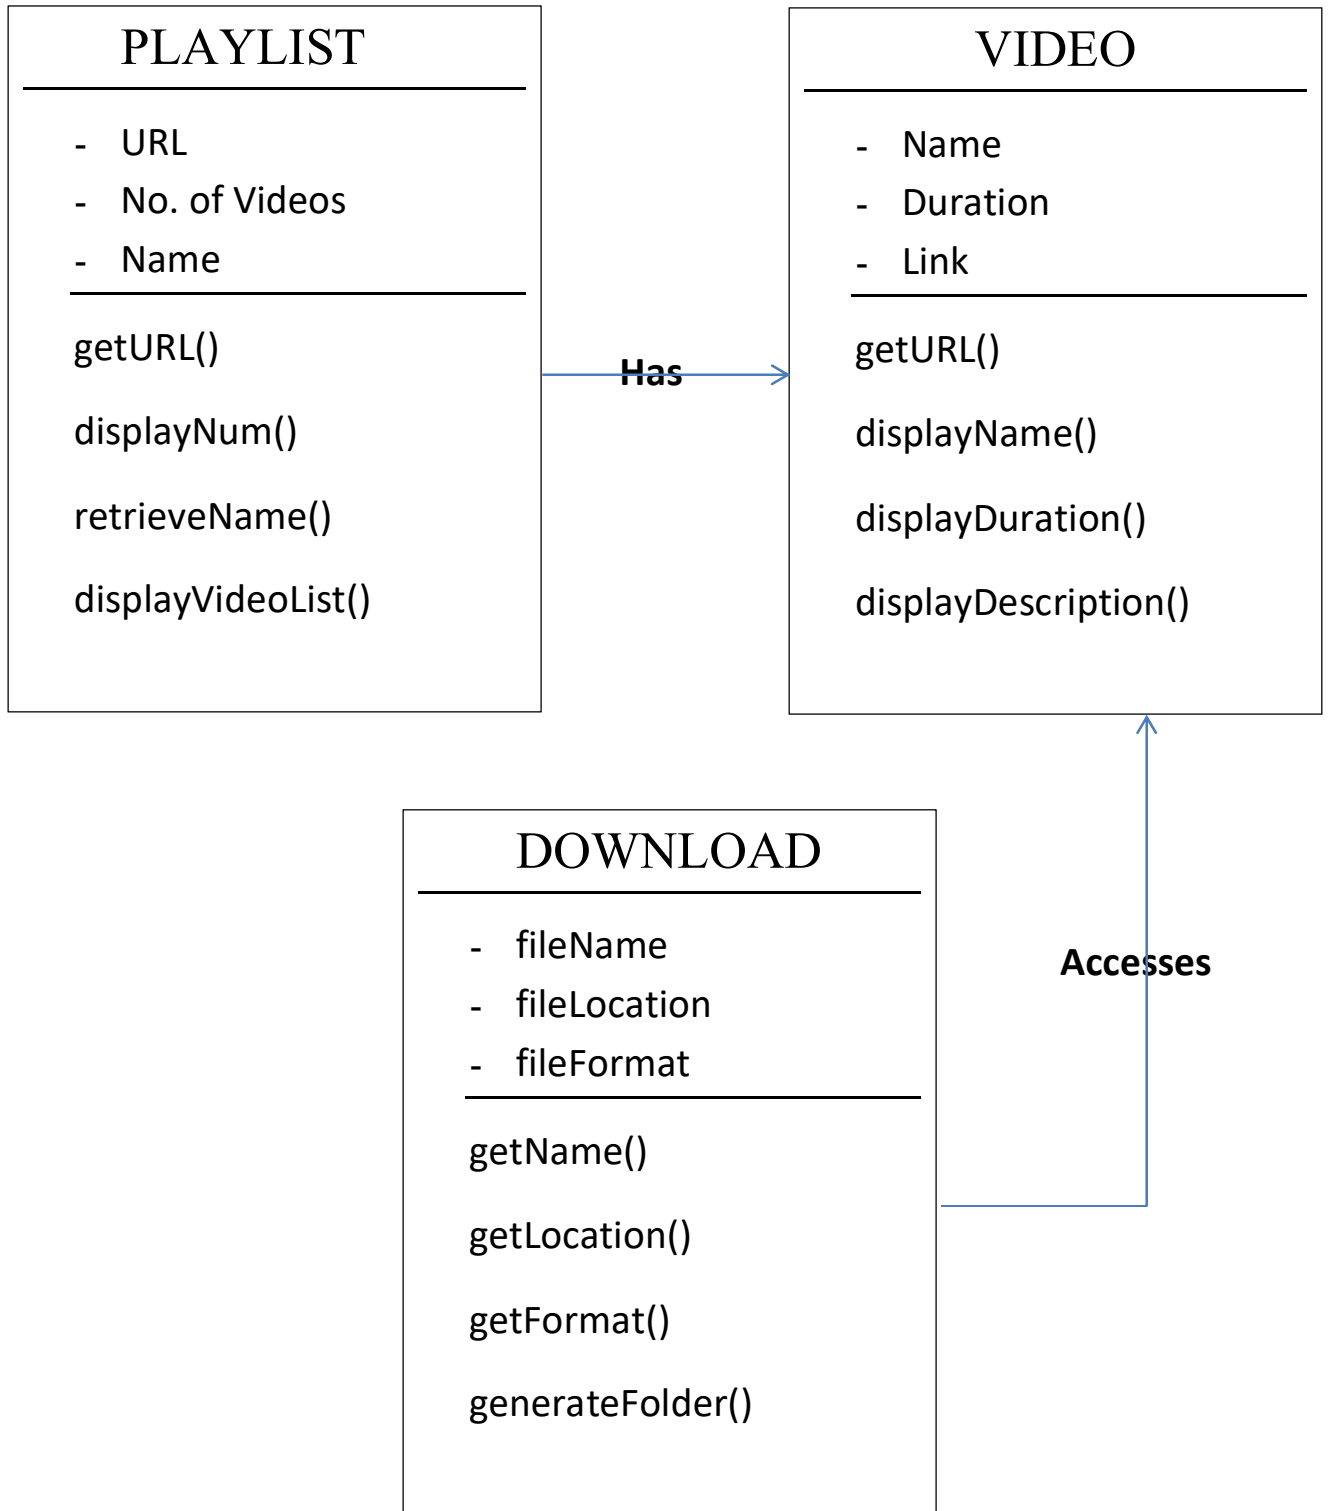 PLAYLIST
- URL
- No. of Videos
- Name
getURL()
displayNum()
retrieveName()
displayVideoList()
Has
VIDEO
- Name
- Duration
- Link
getURL()
displayName()
displayDuration()
displayDescription()
DOWNLOAD
- fileName
- fileLocation
- fileFormat
getName()
getLocation()
getFormat()
generateFolder()
Accesses